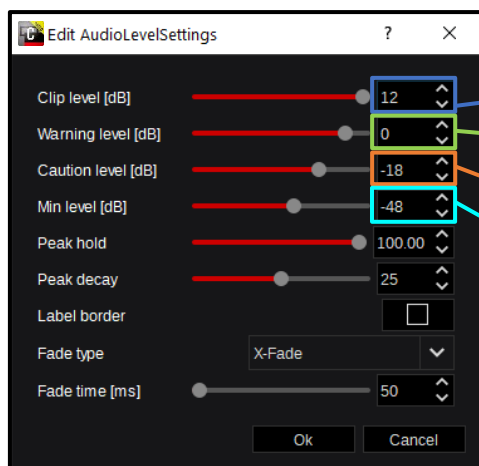 Edit AudioLevelSettings
Clip level [dB] 12
Warning level [dB] 0
Caution level [dB] -18
Min level [dB] -48
Peak hold 100.00
Peak decay 25
Label border
Fade type X-Fade
Fade time [ms] 50
Ok Cancel